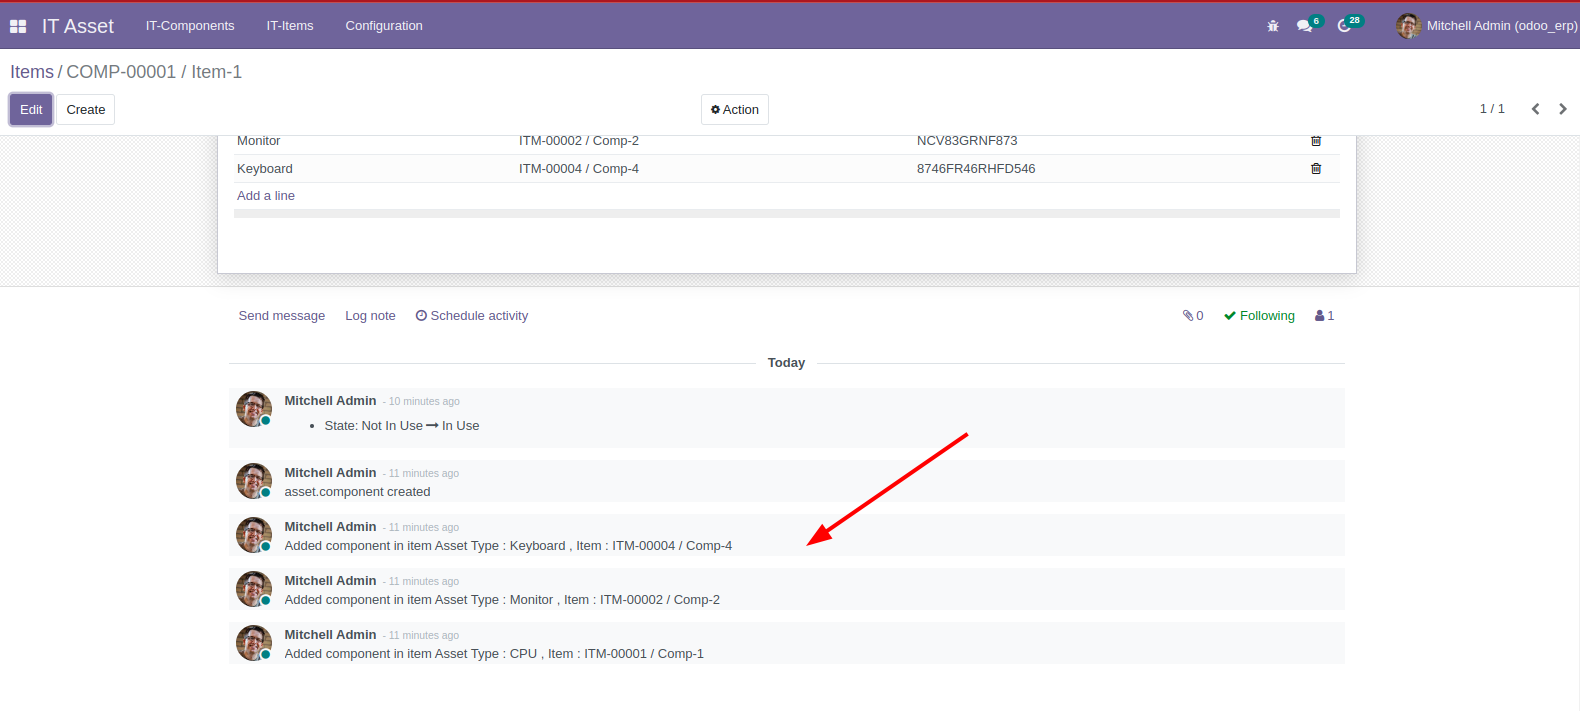 IT Asset IT-Components IT-Items Configuration 6 28 Mitchell Admin (odoo_erp)
Items / COMP-00001 / Item-1
Edit Create Action 1 / 1
Monitor ITM-00002 / Comp-2 NCV83GRNF873
Keyboard ITM-00004 / Comp-4 8746FR46RHFD546
Add a line
Send message Log note Schedule activity 0 Following 1
Today
Mitchell Admin - 10 minutes ago
• State: Not In Use → In Use
Mitchell Admin - 11 minutes ago
asset.component created
Mitchell Admin - 11 minutes ago
Added component in item Asset Type : Keyboard , Item : ITM-00004 / Comp-4
Mitchell Admin - 11 minutes ago
Added component in item Asset Type : Monitor , Item : ITM-00002 / Comp-2
Mitchell Admin - 11 minutes ago
Added component in item Asset Type : CPU , Item : ITM-00001 / Comp-1